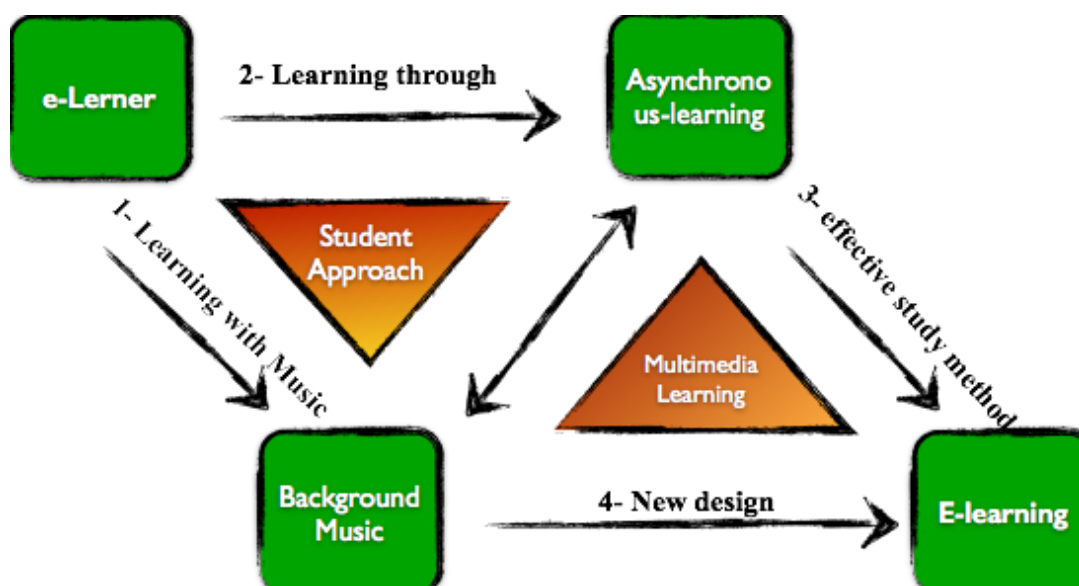 e-Lerner
2- Learning through
Asynchrono
us-learning
1- Learning with Music
Student
Approach
3- effective study method
Multimedia
Learning
Background
Music
4- New design
E-learning